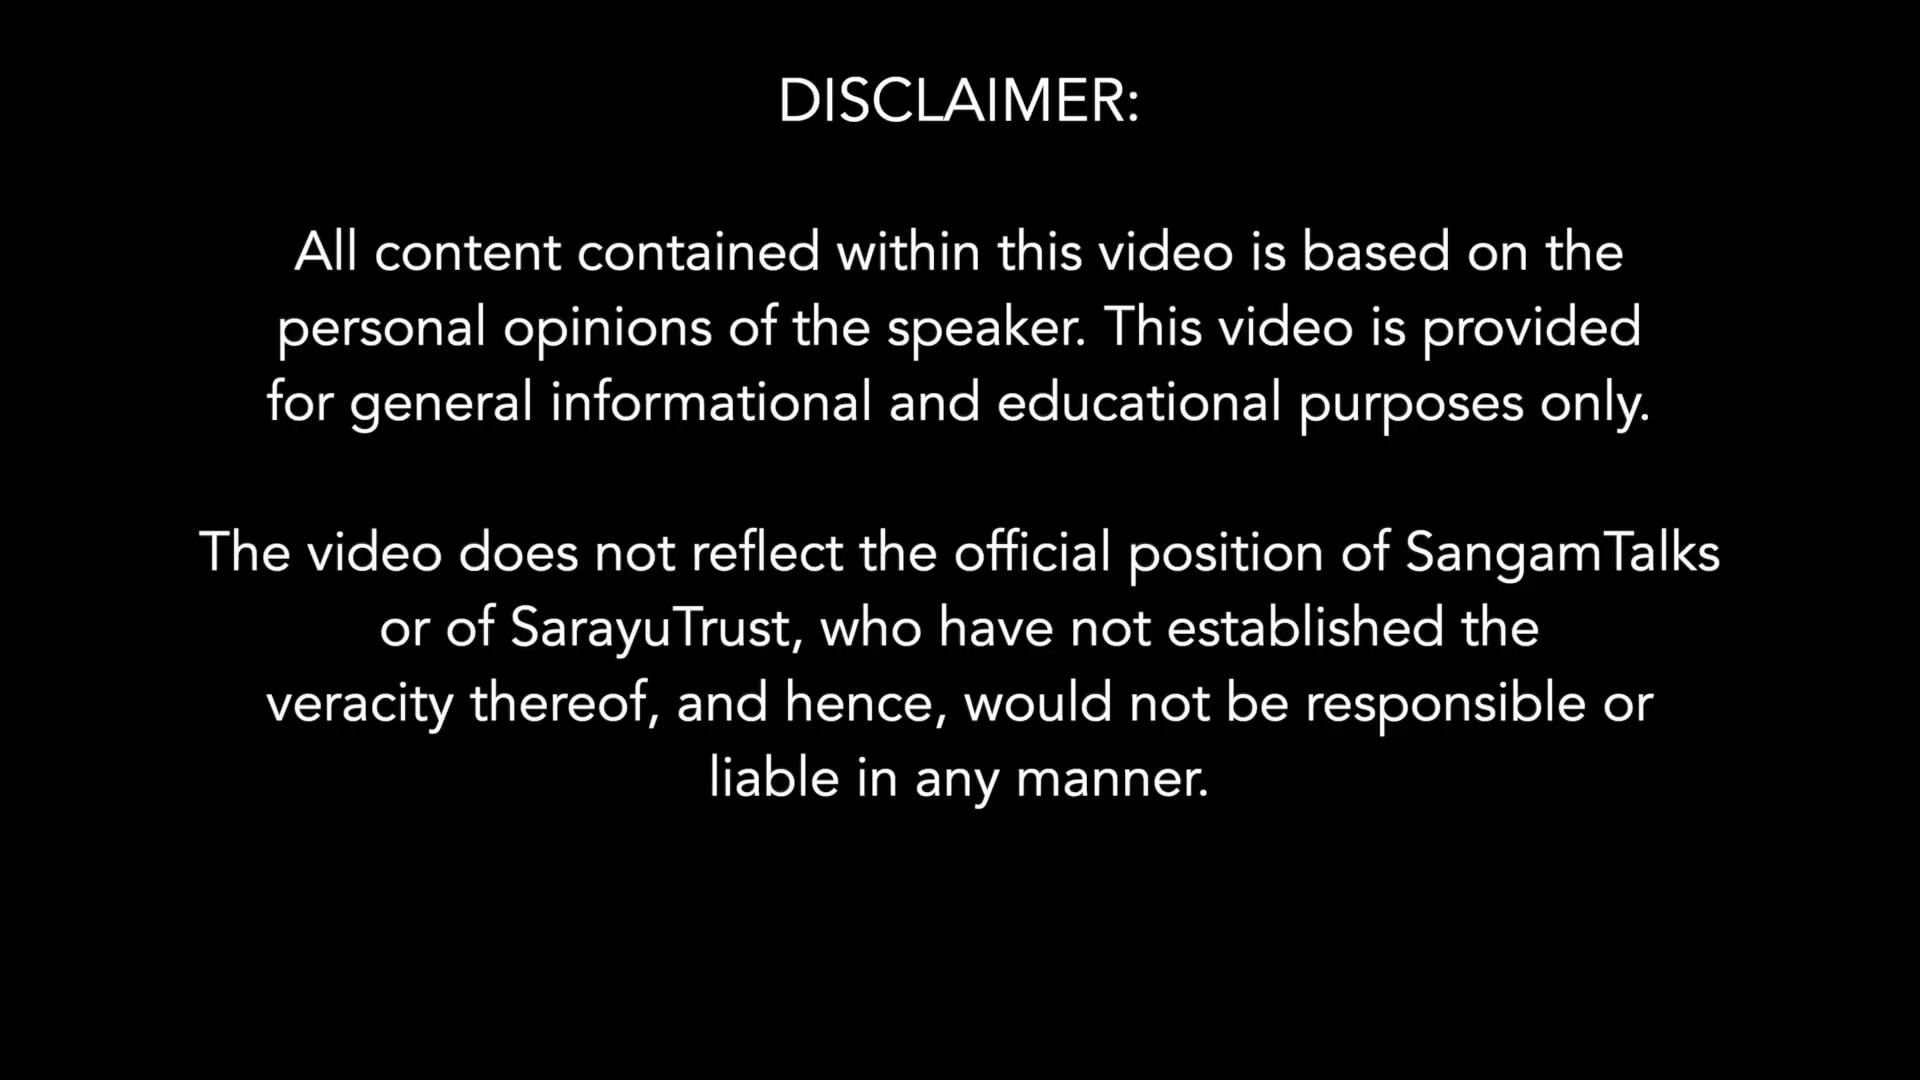 DISCLAIMER:
All content contained within this video is based on the
personal opinions of the speaker. This video is provided
for general informational and educational purposes only.
The video does not reflect the official position of SangamTalks
or of SarayuTrust, who have not established the
veracity thereof, and hence, would not be responsible or
liable in any manner.